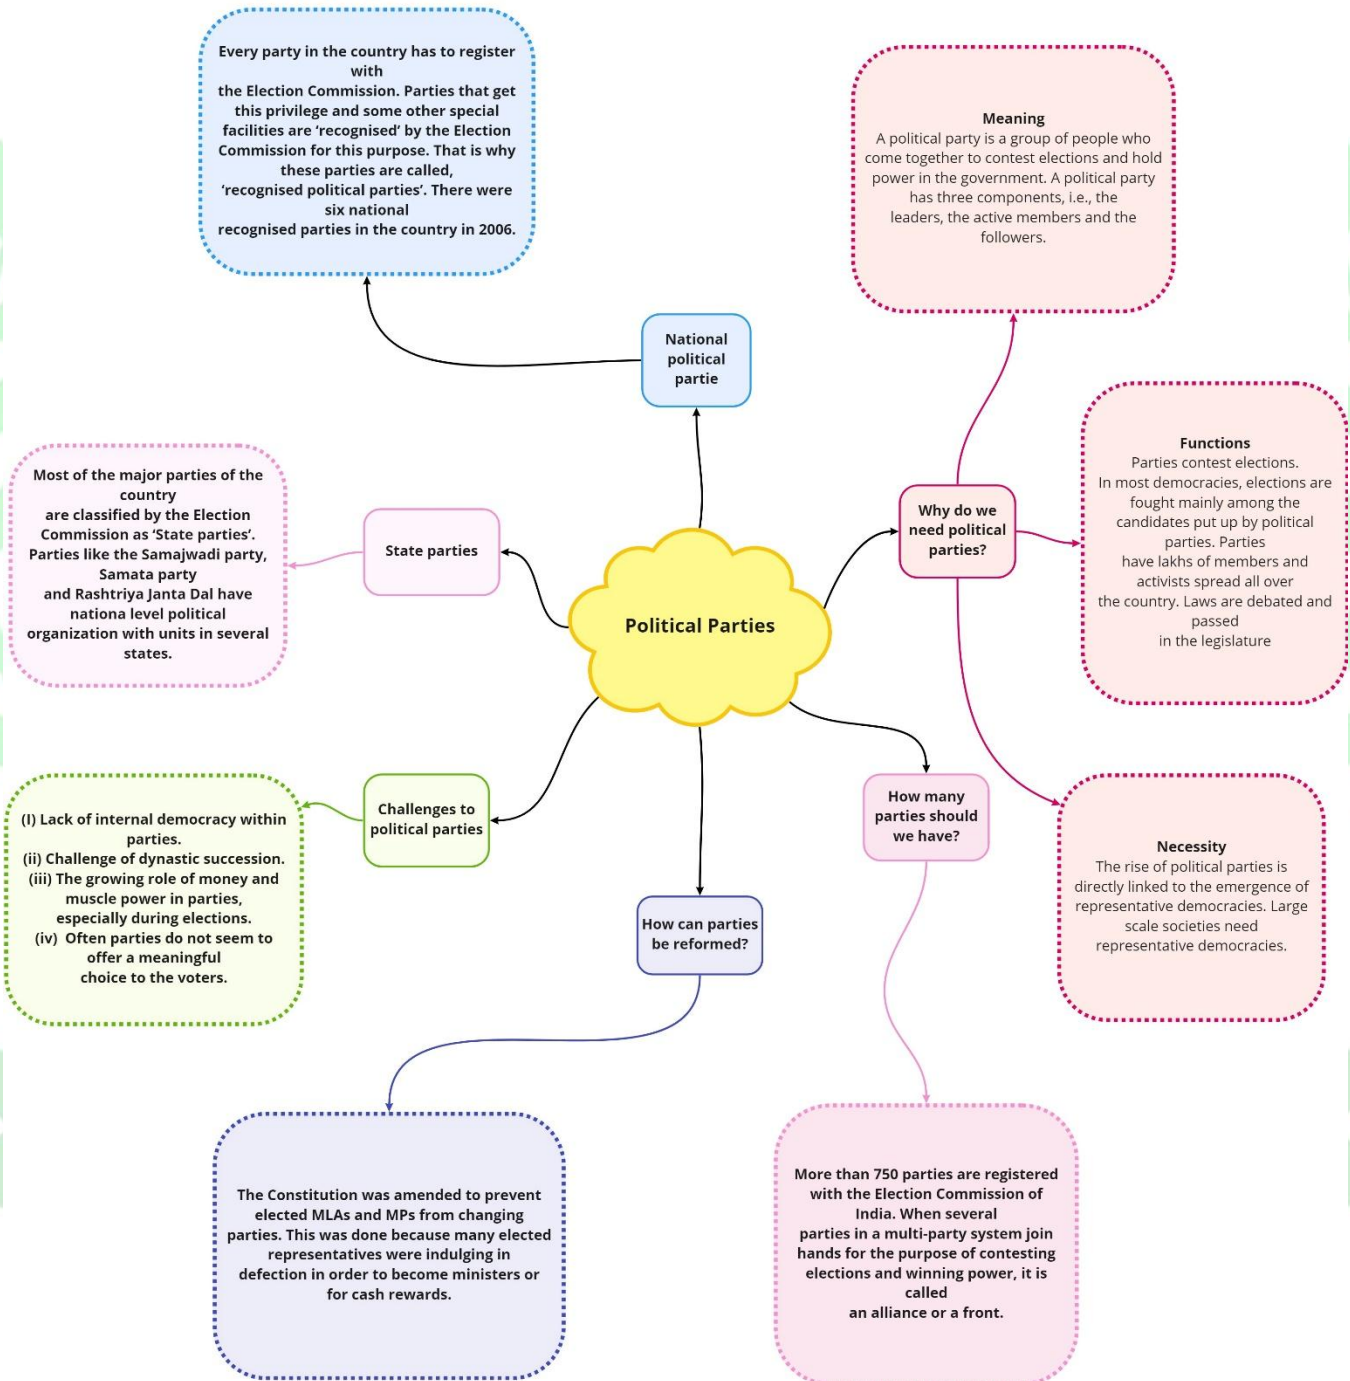 Every party in the country has to register
with
the Election Commission. Parties that get
this privilege and some other special
facilities are ‘recognised’ by the Election
Commission for this purpose. That is why
these parties are called,
‘recognised political parties’. There were
six national
recognised parties in the country in 2006.
Meaning
A political party is a group of people who
come together to contest elections and hold
power in the government. A political party
has three components, i.e., the
leaders, the active members and the
followers.
National
political
partie
Functions
Parties contest elections.
In most democracies, elections are
fought mainly among the
candidates put up by political
parties. Parties
have lakhs of members and
activists spread all over
the country. Laws are debated and
passed
in the legislature
Most of the major parties of the
country
are classified by the Election
Commission as ‘State parties’.
Parties like the Samajwadi party,
Samata party
and Rashtriya Janta Dal have
nationa level political
organization with units in several
states.
State parties
Why do we
need political
parties?
Political Parties
(I) Lack of internal democracy within
parties.
(ii) Challenge of dynastic succession.
(iii) The growing role of money and
muscle power in parties,
especially during elections.
(iv) Often parties do not seem to
offer a meaningful
choice to the voters.
Challenges to
political parties
How many
parties should
we have?
Necessity
The rise of political parties is
directly linked to the emergence of
representative democracies. Large
scale societies need
representative democracies.
How can parties
be reformed?
The Constitution was amended to prevent
elected MLAs and MPs from changing
parties. This was done because many elected
representatives were indulging in
defection in order to become ministers or
for cash rewards.
More than 750 parties are registered
with the Election Commission of
India. When several
parties in a multi-party system join
hands for the purpose of contesting
elections and winning power, it is
called
an alliance or a front.